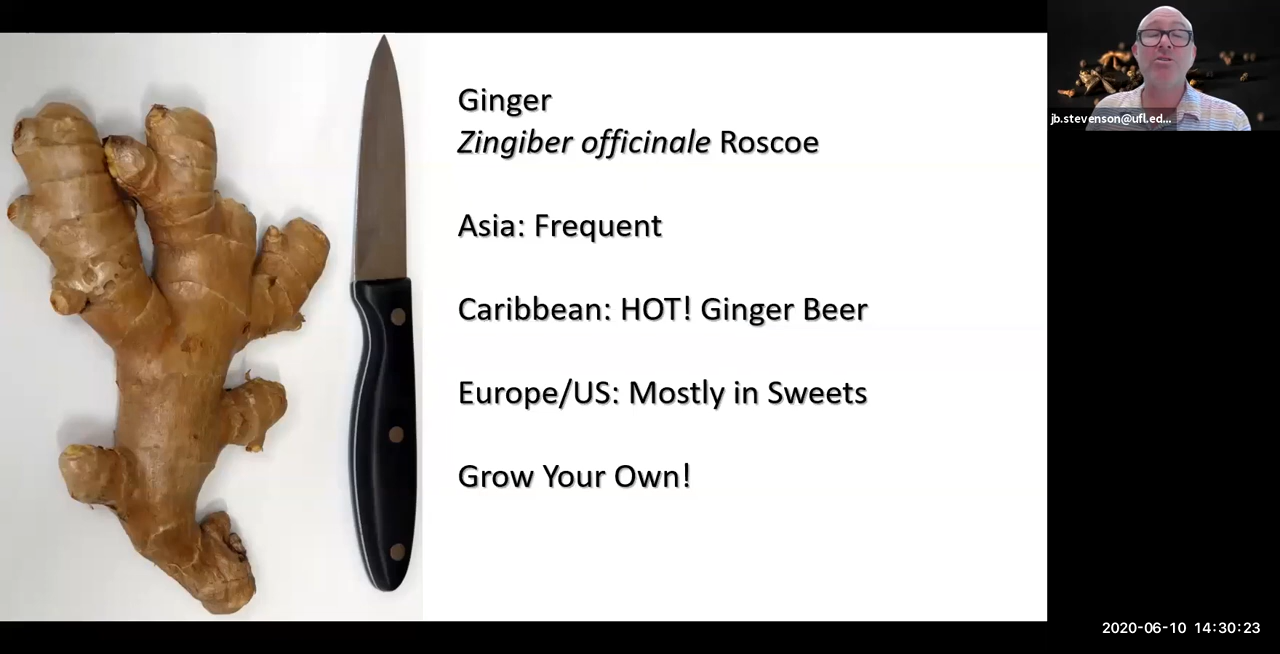 Ginger
Zingiber officinale Roscoe
Asia: Frequent
Caribbean: HOT! Ginger Beer
Europe/US: Mostly in Sweets
Grow Your Own!
jb.stevenson@ufl.ed...
2020-06-10 14:30:23